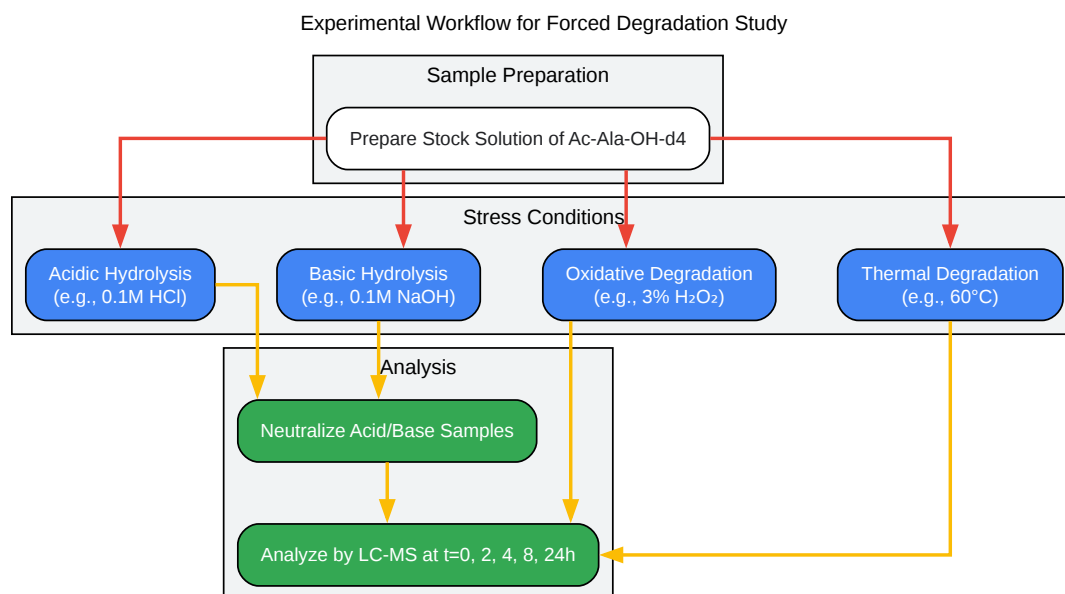 Experimental Workflow for Forced Degradation Study
Sample Preparation
Prepare Stock Solution of Ac-Ala-OH-d4
Stress Conditions
Acidic Hydrolysis
(e.g., 0.1M HCl)
Basic Hydrolysis
(e.g., 0.1M NaOH)
Oxidative Degradation
(e.g., 3% H₂O₂)
Thermal Degradation
(e.g., 60°C)
Analysis
Neutralize Acid/Base Samples
Analyze by LC-MS at t=0, 2, 4, 8, 24h